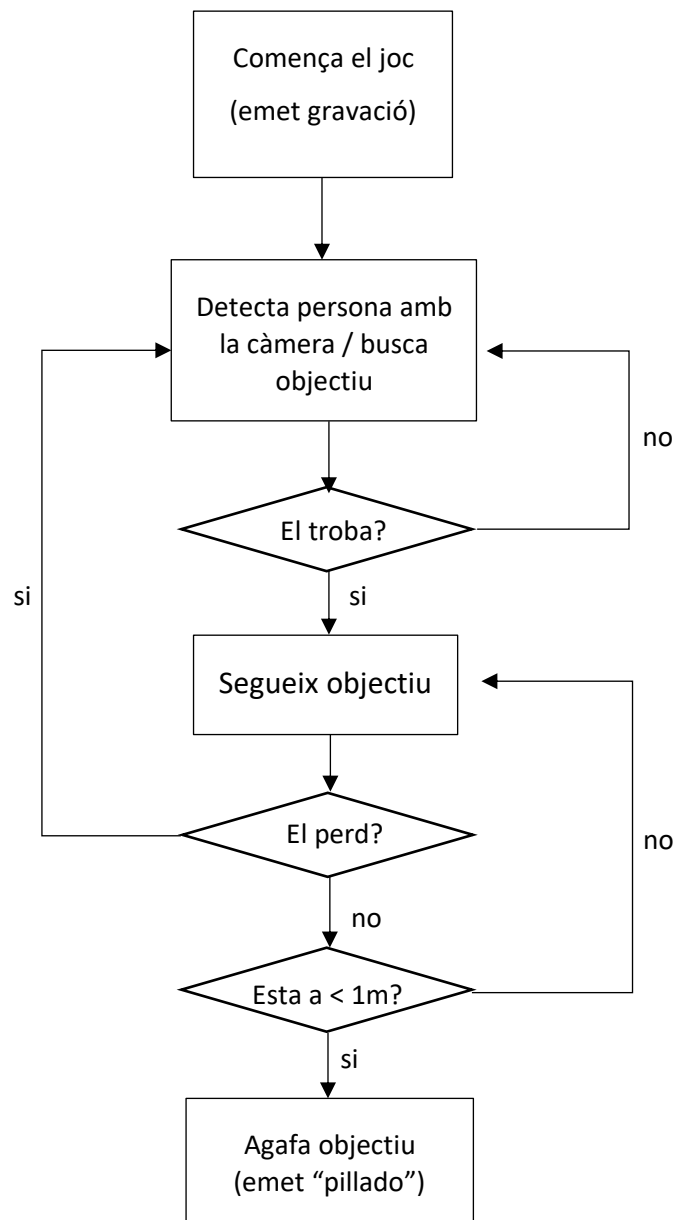 Comença el joc
(emet gravació)
Detecta persona amb
la càmera / busca
objectiu
no
El troba?
si
si
Segueix objectiu
El perd?
no
no
Esta a < 1m?
si
Agafa objectiu
(emet “pillado”)